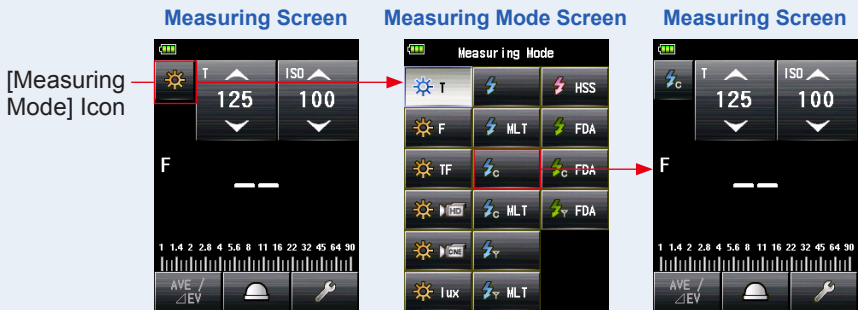 Measuring Screen
Measuring Mode Screen
Measuring Screen
[Measuring
Mode] Icon
T
125
ISO
100
F
1 1.4 2 2.8 4 5.6 8 11 16 22 32 45 64 90
AVE /
⊿EV
Measuring Mode
T
HSS
F
MLT
FDA
TF
C
C FDA
HD
C MLT
Y FDA
CINE
Y
lux
Y MLT
C
T
125
ISO
100
F
1 1.4 2 2.8 4 5.6 8 11 16 22 32 45 64 90
AVE /
⊿EV